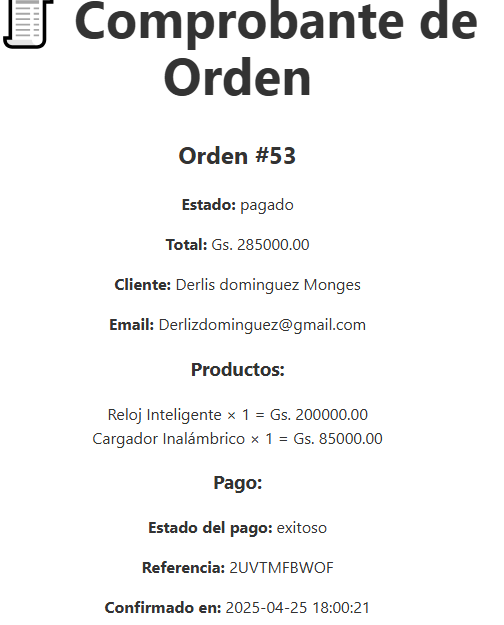 Comprobante de
Orden
Orden #53
Estado: pagado
Total: Gs. 285000.00
Cliente: Derlis dominguez Monges
Email: Derlizdominguez@gmail.com
Productos:
Reloj Inteligente × 1 = Gs. 200000.00
Cargador Inalámbrico × 1 = Gs. 85000.00
Pago:
Estado del pago: exitoso
Referencia: 2UVTMFBWOF
Confirmado en: 2025-04-25 18:00:21